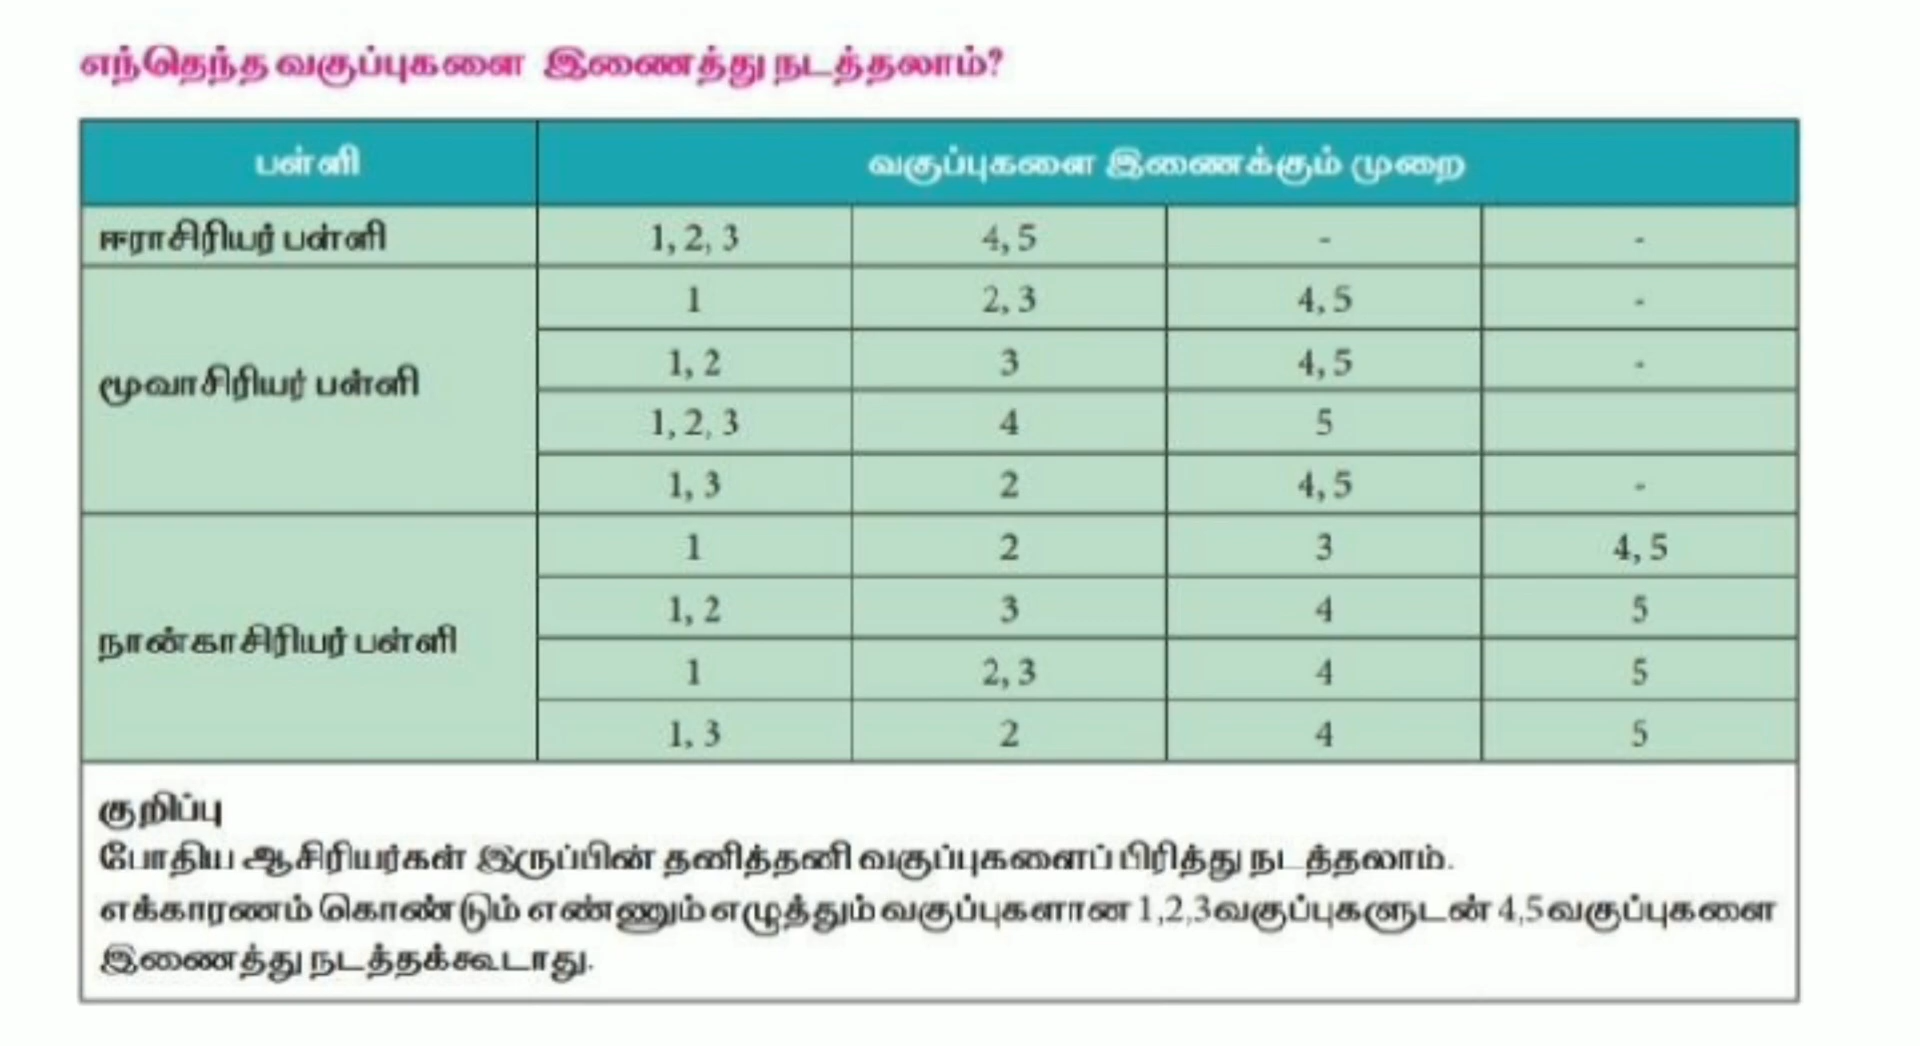 எந்தெந்த வகுப்புகளை இணைத்து நடத்தலாம்?
பள்ளி வகுப்புகளை இணைக்கும் முறை
ஈராசிரியர் பள்ளி 1, 2, 3 4, 5 - -
1 2, 3 4, 5 -
1, 2 3 4, 5 -
மூவாசிரியர் பள்ளி
1, 2, 3 4 5
1, 3 2 4, 5 -
1 2 3 4, 5
1, 2 3 4 5
நான்காசிரியர் பள்ளி
1 2, 3 4 5
1, 3 2 4 5
குறிப்பு
போதிய ஆசிரியர்கள் இருப்பின் தனித்தனி வகுப்புகளைப் பிரித்து நடத்தலாம்.
எக்காரணம் கொண்டும் எண்ணும் எழுத்தும் வகுப்புகளான 1,2,3 வகுப்புகளுடன் 4,5 வகுப்புகளை
இணைத்து நடத்தக்கூடாது.